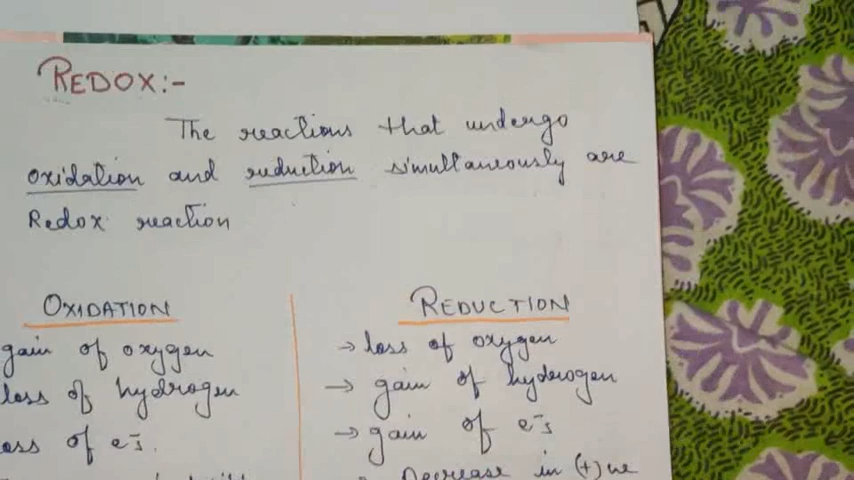 REDOX:-
The reactions that undergo
oxidation and reduction simultaneously are
Redox reaction
OXIDATION
gain of oxygen
loss of hydrogen
loss of e⁻s.
REDUCTION
→ loss of oxygen
→ gain of hydrogen
→ gain of e⁻s
Decrease in (+)ve